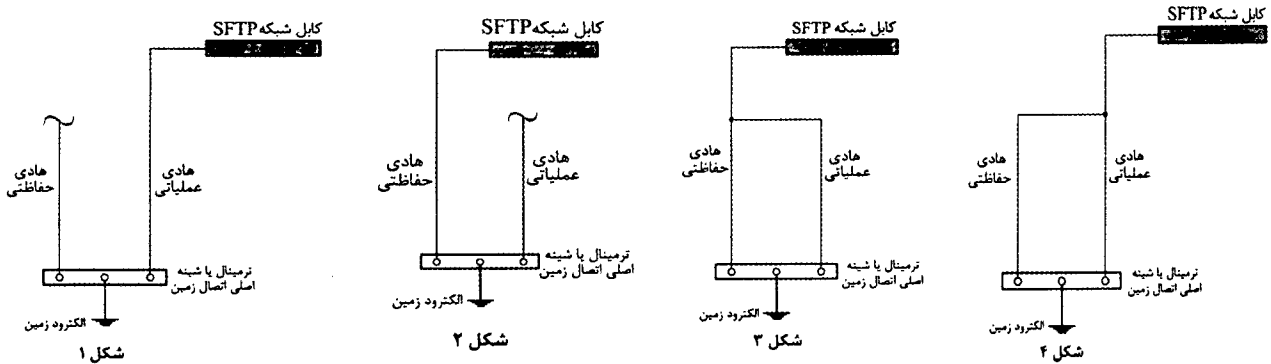 کابل شبکه SFTP
هادی حفاظتی
هادی عملیاتی
ترمینال یا شینه
اصلی اتصال زمین
الکترود زمین
شکل ۱
کابل شبکه SFTP
هادی حفاظتی
هادی عملیاتی
ترمینال یا شینه
اصلی اتصال زمین
الکترود زمین
شکل ۲
کابل شبکه SFTP
هادی حفاظتی
هادی عملیاتی
ترمینال یا شینه
اصلی اتصال زمین
الکترود زمین
شکل ۳
کابل شبکه SFTP
هادی حفاظتی
هادی عملیاتی
ترمینال یا شینه
اصلی اتصال زمین
الکترود زمین
شکل ۴